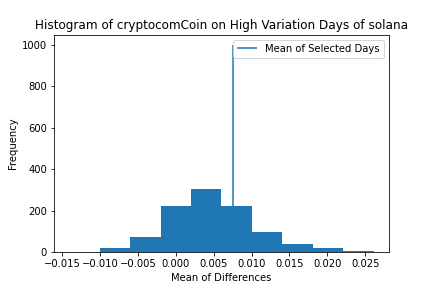 Histogram of cryptocomCoin on High Variation Days of solana
Mean of Selected Days
1000
800
600
400
200
0
Frequency
-0.015 -0.010 -0.005 0.000 0.005 0.010 0.015 0.020 0.025
Mean of Differences